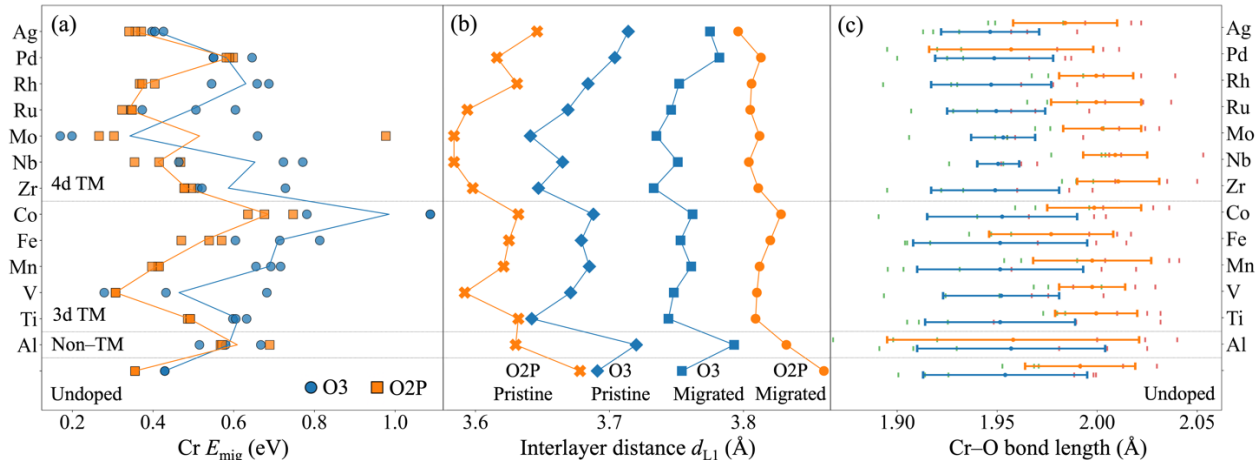 (a)
(b)
(c)
Ag
Pd
Rh
Ru
Mo
Nb
Zr
4d TM
Co
Fe
Mn
V
Ti
3d TM
Al
Non–TM
Undoped
O3
O2P
0.2
0.4
0.6
0.8
1.0
Cr Emig (eV)
O2P
Pristine
O3
Pristine
O3
Migrated
O2P
Migrated
3.6
3.7
3.8
Interlayer distance dL1 (Å)
Ag
Pd
Rh
Ru
Mo
Nb
Zr
Co
Fe
Mn
V
Ti
Al
Undoped
1.90
1.95
2.00
2.05
Cr–O bond length (Å)